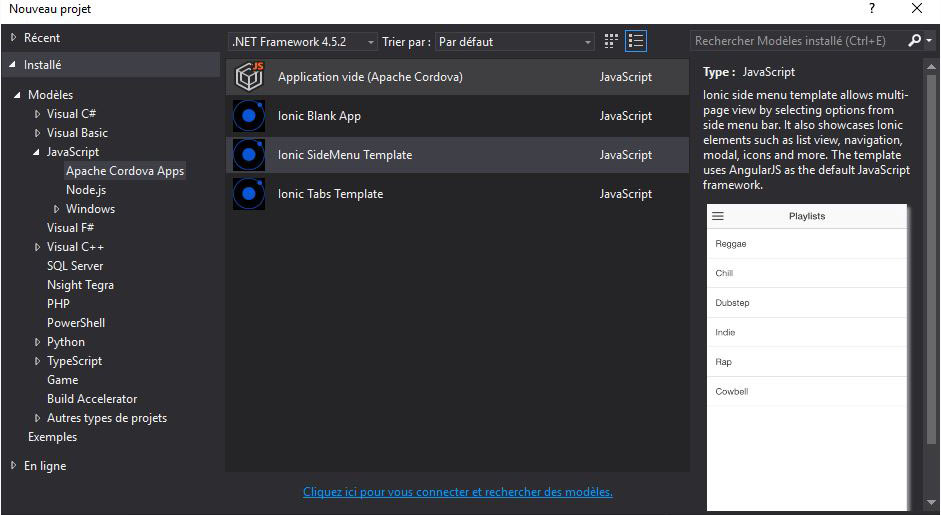 Nouveau projet
?
Récent
Installé
Modèles
Visual C#
Visual Basic
JavaScript
Apache Cordova Apps
Node.js
Windows
Visual F#
Visual C++
SQL Server
Nsight Tegra
PHP
PowerShell
Python
TypeScript
Game
Build Accelerator
Autres types de projets
Exemples
En ligne
.NET Framework 4.5.2
Trier par : Par défaut
JS
Application vide (Apache Cordova) JavaScript
Ionic Blank App JavaScript
Ionic SideMenu Template JavaScript
Ionic Tabs Template JavaScript
Cliquez ici pour vous connecter et rechercher des modèles.
Rechercher Modèles installé (Ctrl+E)
Type : JavaScript
Ionic side menu template allows multi-
page view by selecting options from
side menu bar. It also showcases Ionic
elements such as list view, navigation,
modal, icons and more. The template
uses AngularJS as the default JavaScript
framework.
Playlists
Reggae
Chill
Dubstep
Indie
Rap
Cowbell